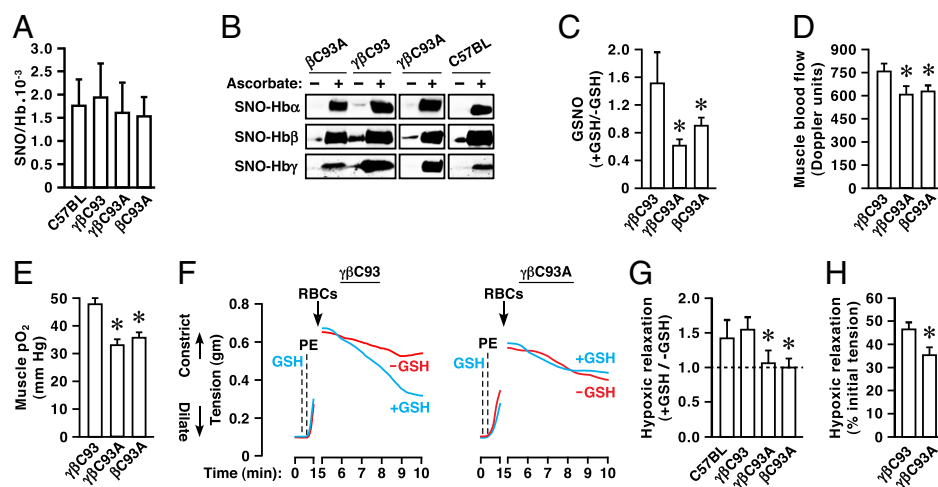 A
SNO/Hb.10⁻³
3.0
2.5
2.0
1.5
1.0
0.5
0
C57BL
γβC93
γβC93A
βC93A
B
βC93A
γβC93
γβC93A
C57BL
Ascorbate: − + − + − + − +
SNO-Hbα
SNO-Hbβ
SNO-Hbγ
C
GSNO
(+GSH/-GSH)
2.0
1.6
1.2
0.8
0.4
0
*
*
γβC93
γβC93A
βC93A
D
Muscle blood flow
(Doppler units)
900
750
600
450
300
150
0
*
*
γβC93
γβC93A
βC93A
E
Muscle pO₂
(mm Hg)
50
40
30
20
10
0
*
*
γβC93
γβC93A
βC93A
F
Dilate
Constrict
Tension (gm)
0.8
0.6
0.4
0.2
0
γβC93
RBCs
PE
GSH
−GSH
+GSH
Time (min):
0 1 5 6 7 8 9 10
γβC93A
RBCs
PE
GSH
+GSH
−GSH
0 1 5 6 7 8 9 10
G
Hypoxic relaxation
(+GSH / -GSH)
2.0
1.5
1.0
0.5
0.0
*
*
C57BL
γβC93
γβC93A
βC93A
H
Hypoxic relaxation
(% initial tension)
60
50
40
30
20
10
0
*
γβC93
γβC93A